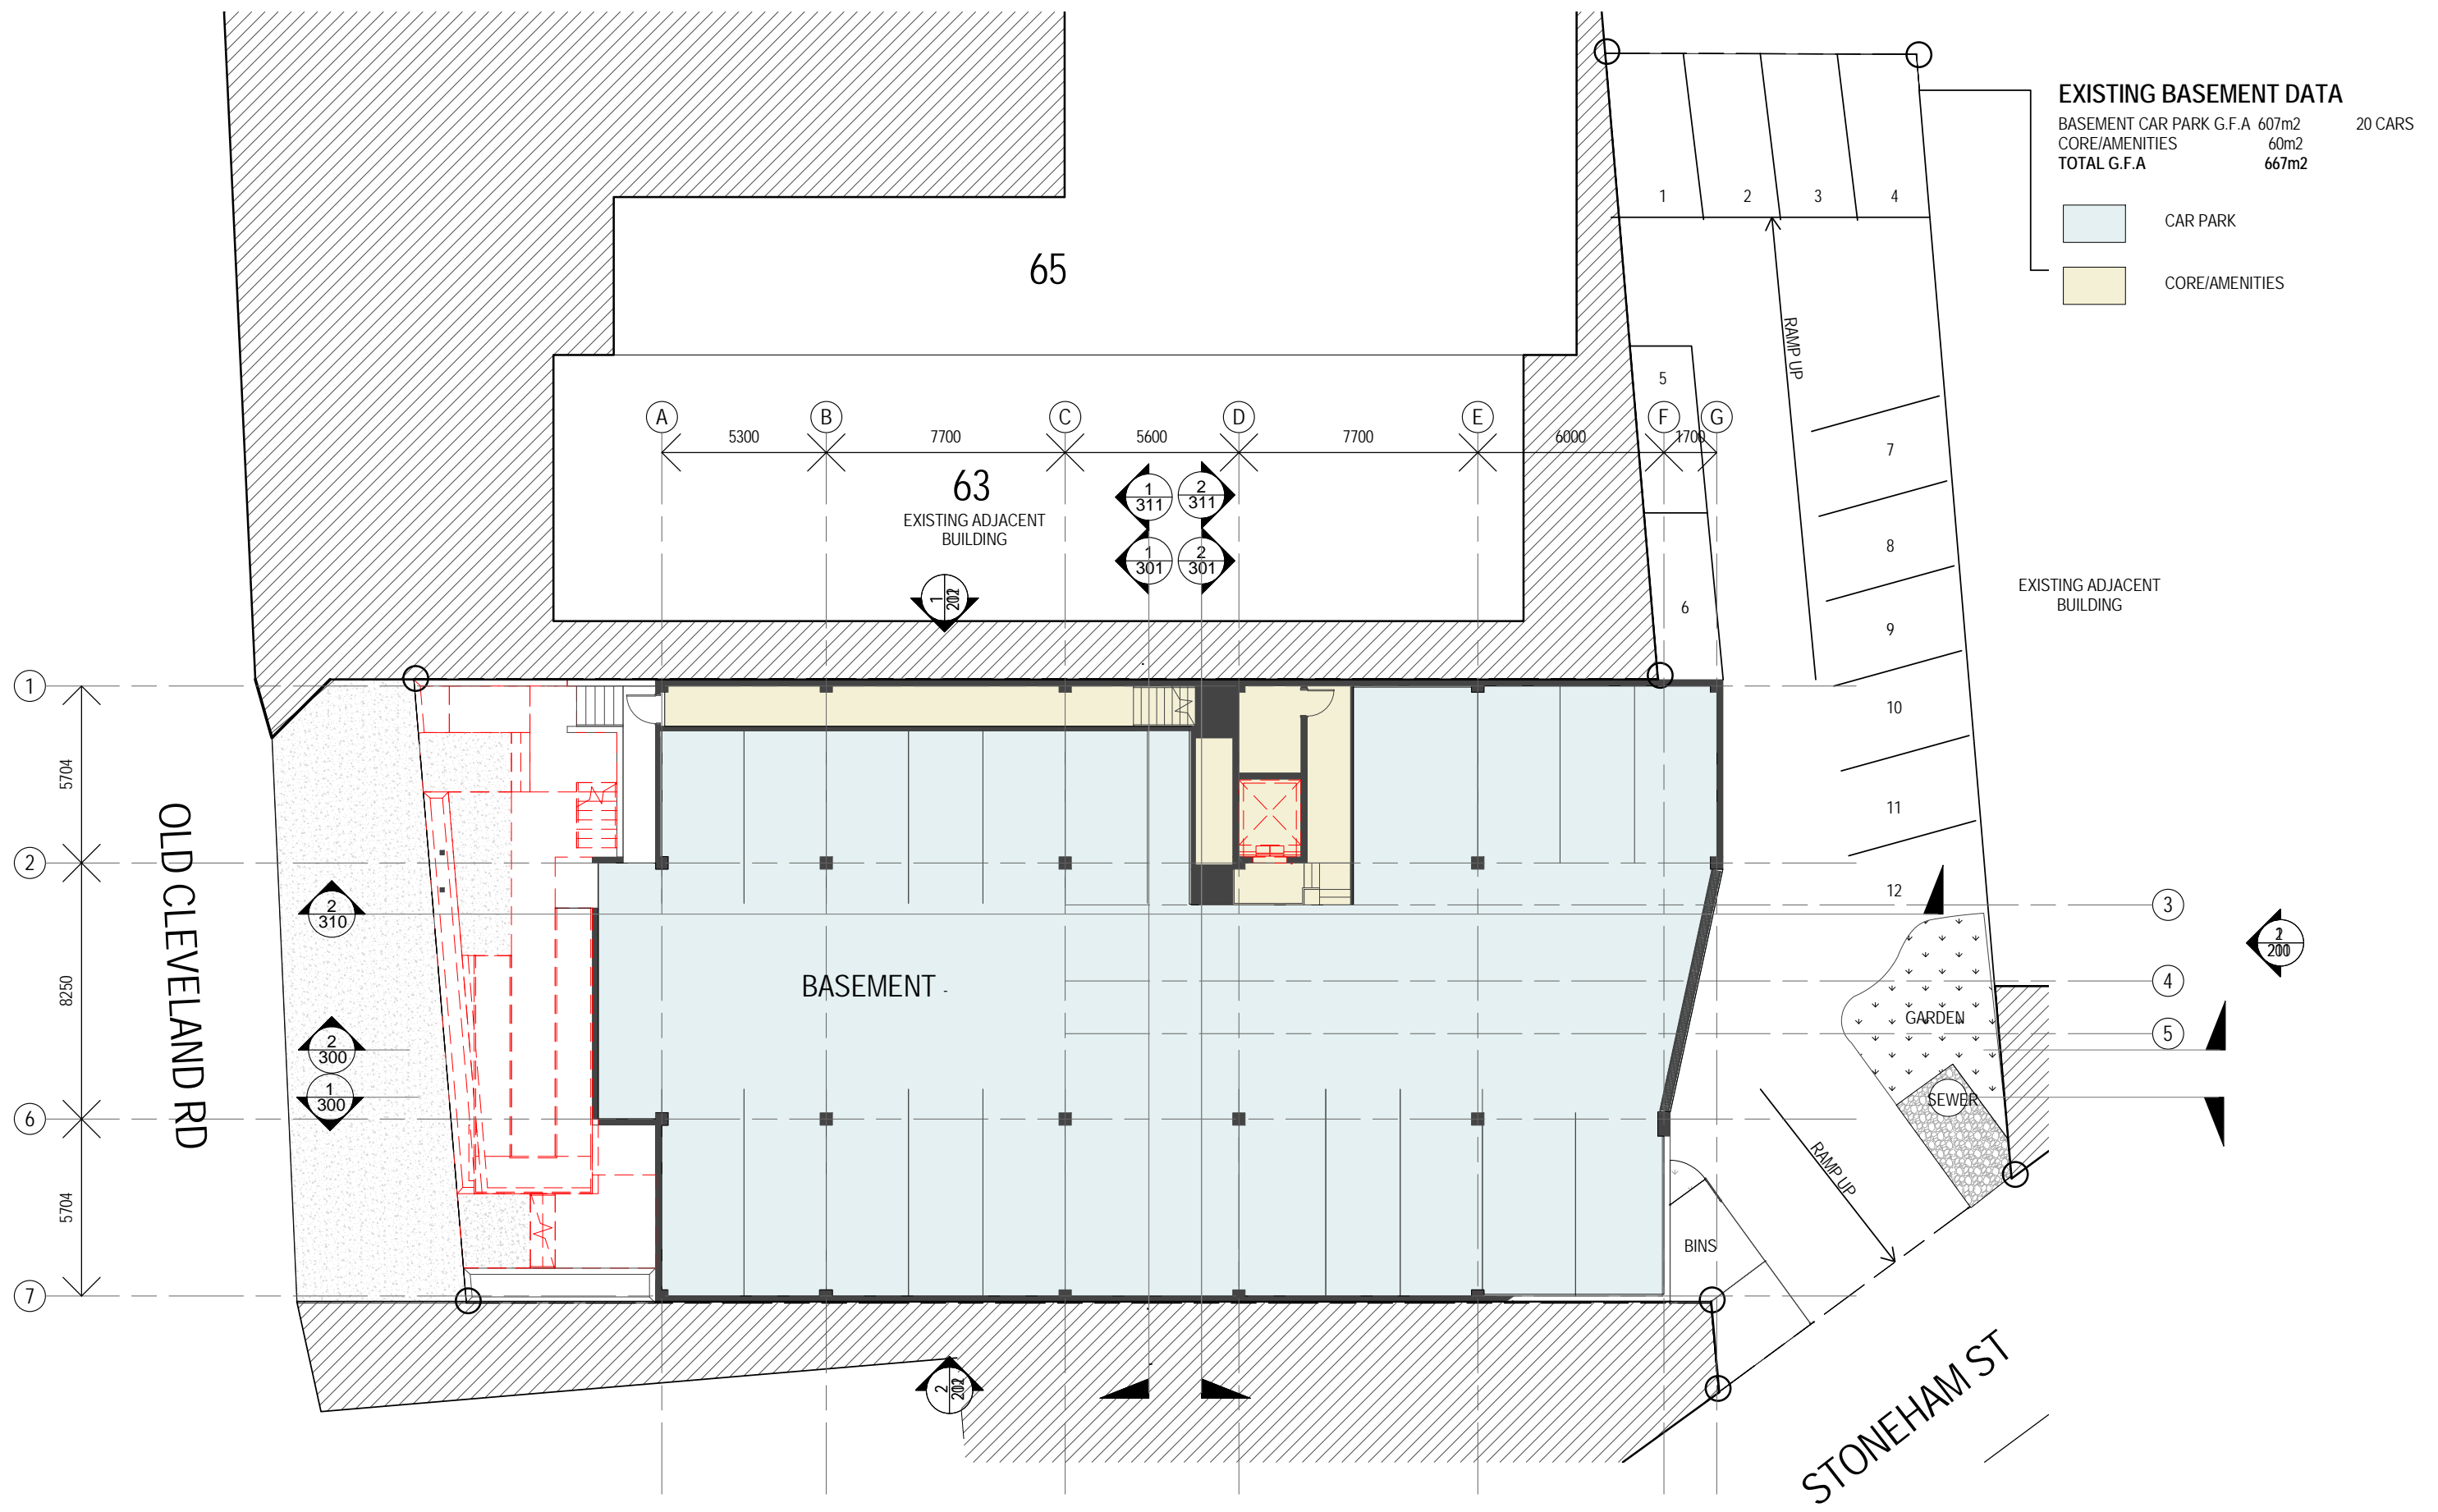 EXISTING BASEMENT DATA
BASEMENT CAR PARK G.F.A 607m2 20 CARS
CORE/AMENITIES 60m2
TOTAL G.F.A 667m2
CAR PARK
CORE/AMENITIES
1 2 3 4
65
RAMP UP
5
A B C D E F G
5300 7700 5600 7700 6000 1700
7
63
EXISTING ADJACENT
BUILDING
1
311
2
311
8
1
301
2
301
EXISTING ADJACENT
BUILDING
1
6
9
1
10
5704
11
2
OLD CLEVELAND RD
12
3
2
310
BASEMENT -
4
8250
GARDEN
5
2
300
1
300
SEWER
6
RAMP UP
5704
BINS
7
2
STONEHAM ST